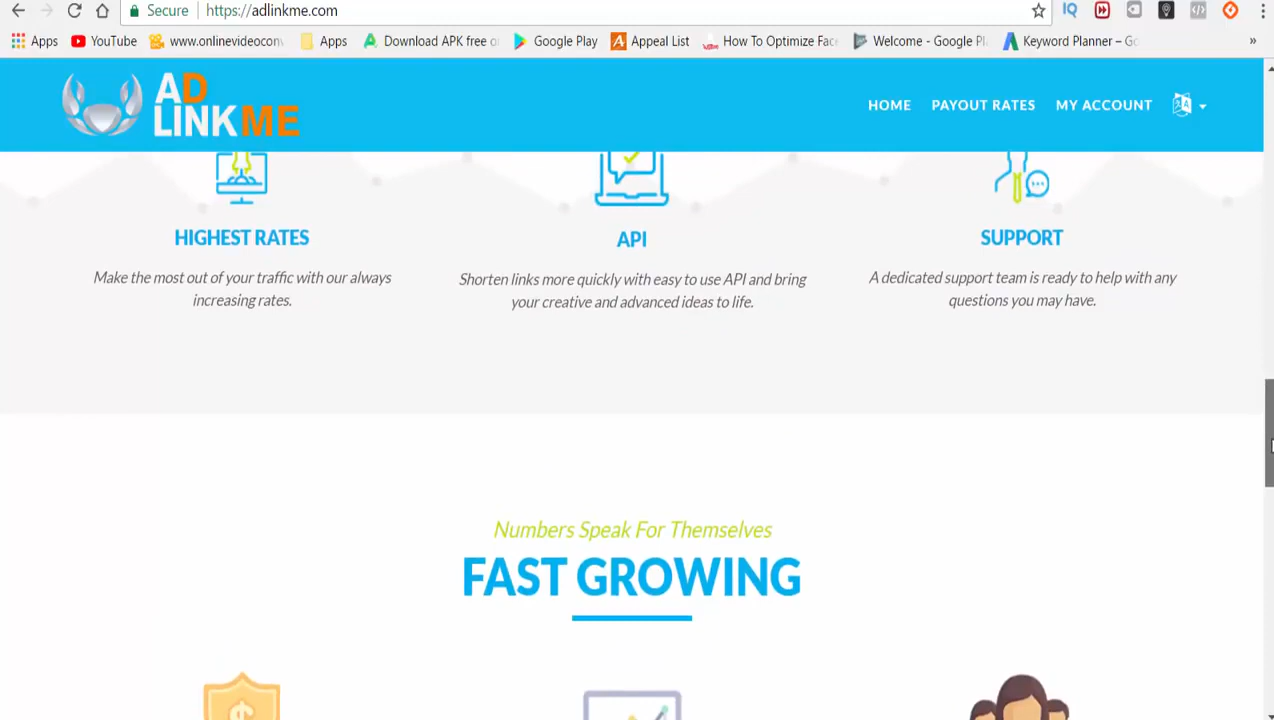 Secure https://adlinkme.com
Apps YouTube www.onlinevideoconv Apps Download APK free o Google Play Appeal List How To Optimize Fac Welcome - Google Pl Keyword Planner – Go »
AD LINKME
HOME PAYOUT RATES MY ACCOUNT
HIGHEST RATES API SUPPORT
Make the most out of your traffic with our always
increasing rates.
Shorten links more quickly with easy to use API and bring
your creative and advanced ideas to life.
A dedicated support team is ready to help with any
questions you may have.
Numbers Speak For Themselves
FAST GROWING